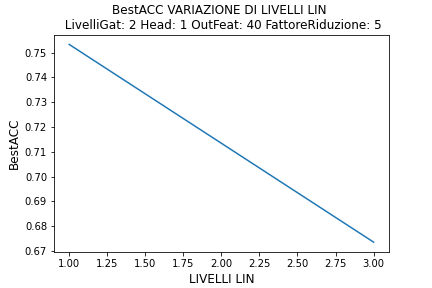 BestACC VARIAZIONE DI LIVELLI LIN
LivelliGat: 2 Head: 1 OutFeat: 40 FattoreRiduzione: 5
0.75
0.74
0.73
0.72
0.71
0.70
0.69
0.68
0.67
BestACC
1.00 1.25 1.50 1.75 2.00 2.25 2.50 2.75 3.00
LIVELLI LIN